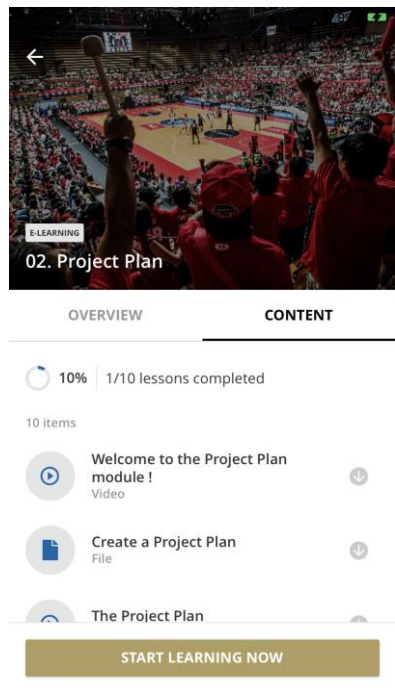 E-LEARNING
02. Project Plan
OVERVIEW
CONTENT
10%
1/10 lessons completed
10 items
Welcome to the Project Plan
module !
Video
Create a Project Plan
File
The Project Plan
START LEARNING NOW